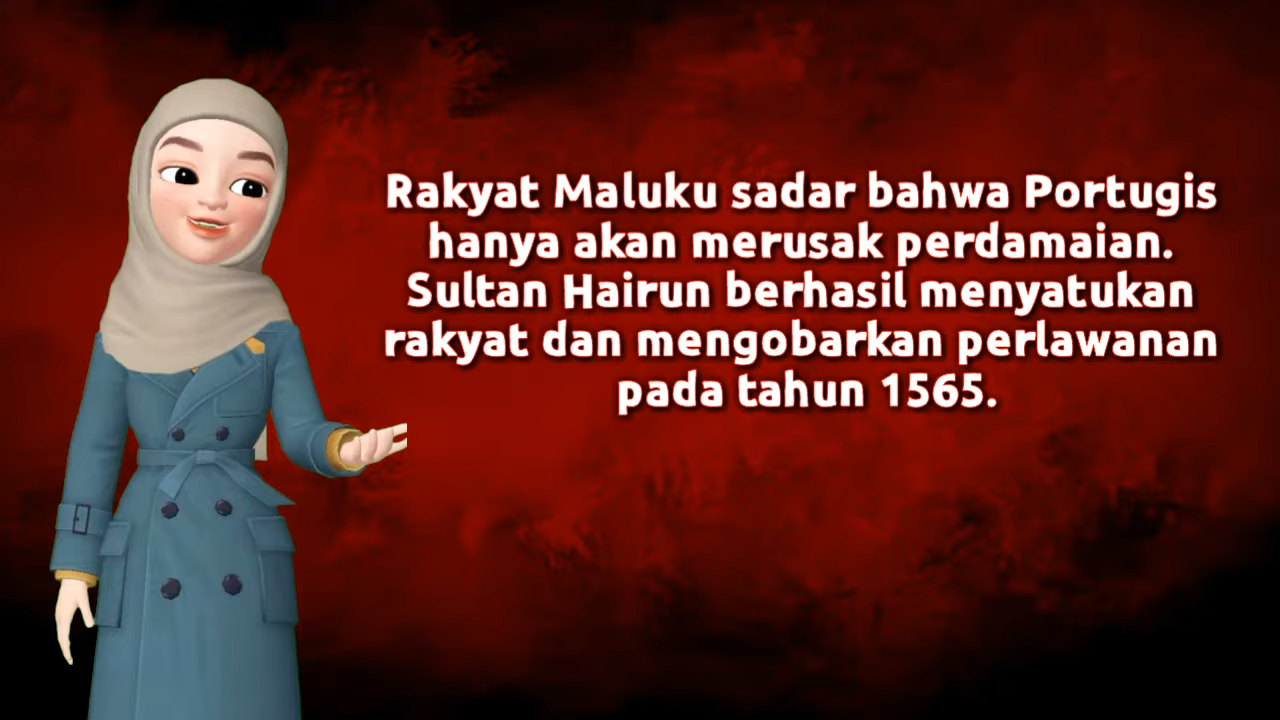 Rakyat Maluku sadar bahwa Portugis
hanya akan merusak perdamaian.
Sultan Hairun berhasil menyatukan
rakyat dan mengobarkan perlawanan
pada tahun 1565.